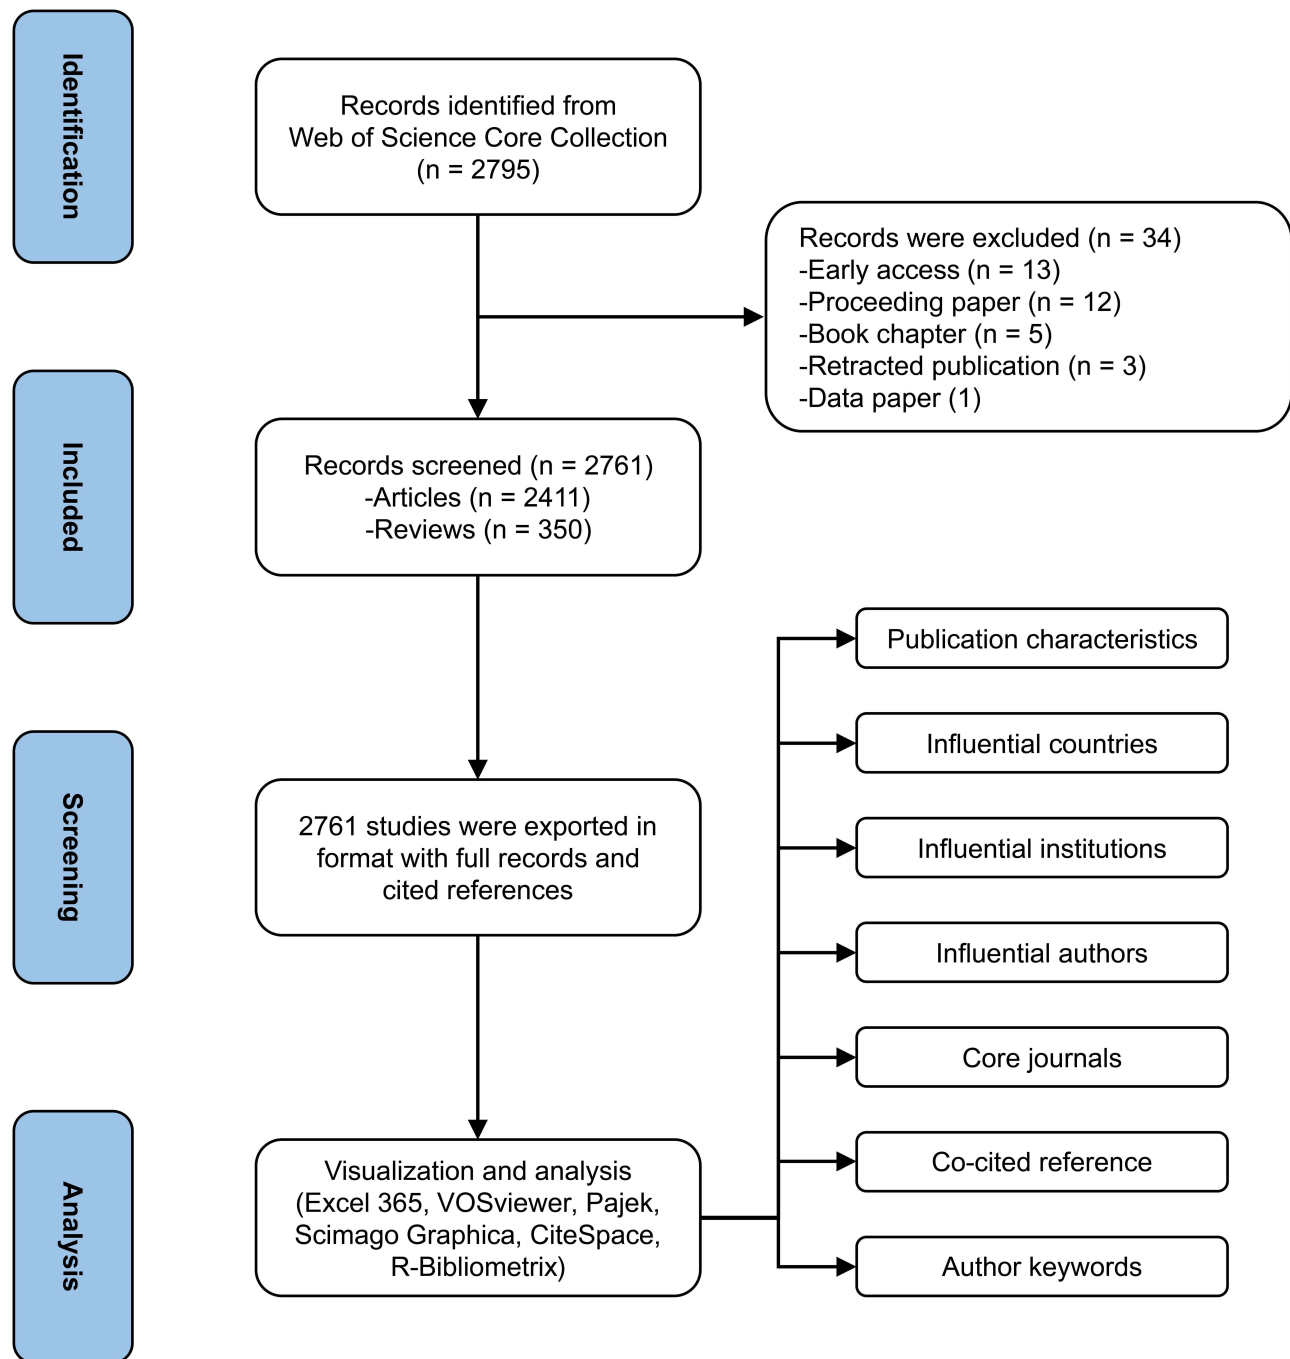 Identification
Records identified from
Web of Science Core Collection
(n = 2795)
Records were excluded (n = 34)
-Early access (n = 13)
-Proceeding paper (n = 12)
-Book chapter (n = 5)
-Retracted publication (n = 3)
-Data paper (1)
Included
Records screened (n = 2761)
-Articles (n = 2411)
-Reviews (n = 350)
Screening
2761 studies were exported in
format with full records and
cited references
Analysis
Visualization and analysis
(Excel 365, VOSviewer, Pajek,
Scimago Graphica, CiteSpace,
R-Bibliometrix)
Publication characteristics
Influential countries
Influential institutions
Influential authors
Core journals
Co-cited reference
Author keywords